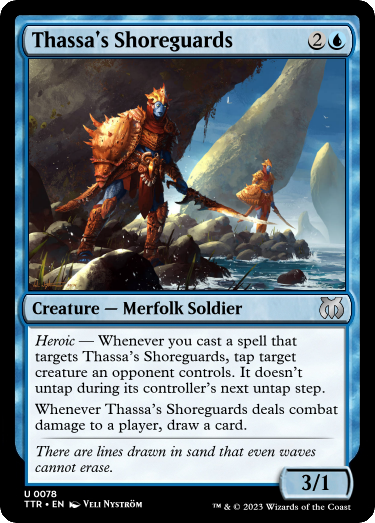 Thassa's Shoreguards 2
Creature — Merfolk Soldier
Heroic — Whenever you cast a spell that
targets Thassa's Shoreguards, tap target
creature an opponent controls. It doesn't
untap during its controller's next untap step.
Whenever Thassa's Shoreguards deals combat
damage to a player, draw a card.
There are lines drawn in sand that even waves
cannot erase.
3/1
U 0078
TTR • EN Veli Nyström
™ & © 2023 Wizards of the Coast